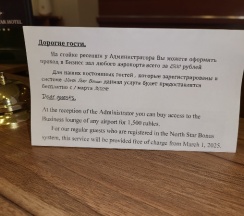 Дорогие гости,
На стойке ресепшн у Администратора Вы можете оформить
проход в Бизнес зал любого аэропорта всего за 1500 рублей.
Для наших постоянных гостей, которые зарегистрированы в
системе North Star Bonus данная услуга будет предоставляться
бесплатно с 1 марта 2025г.
Dear guests,
At the reception of the Administrator you can buy access to the
Business lounge of any airport for 1,500 rubles.
For our regular guests who are registered in the North Star Bonus
system, this service will be provided free of charge from March 1, 2025.